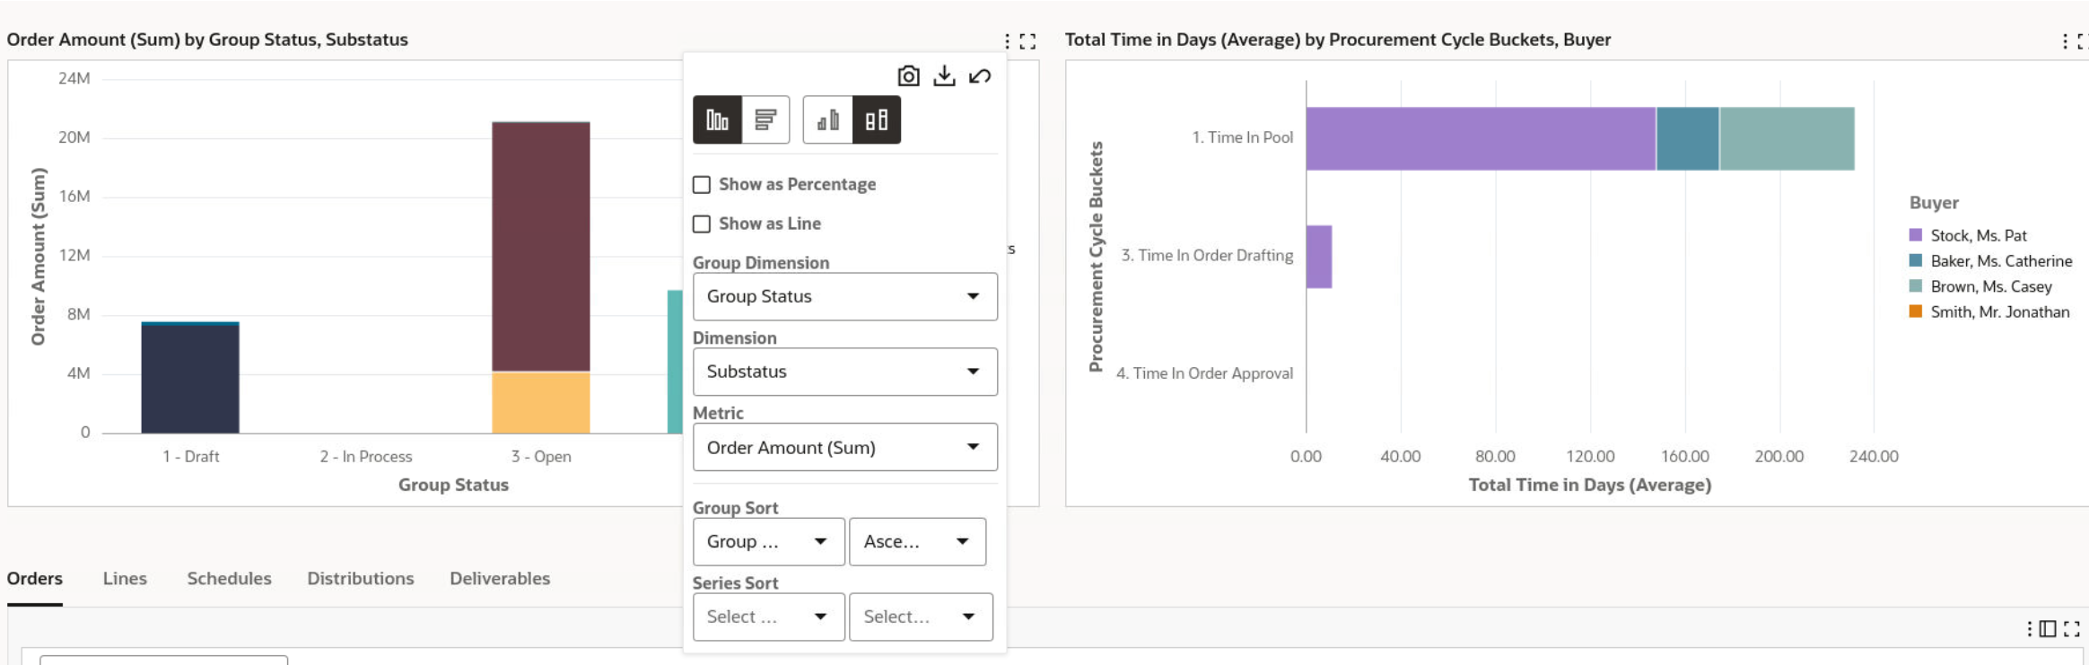 Order Amount (Sum) by Group Status, Substatus
24M
20M
16M
12M
8M
4M
0
Order Amount (Sum)
1 - Draft
2 - In Process
3 - Open
Group Status
s
Show as Percentage
Show as Line
Group Dimension
Group Status
Dimension
Substatus
Metric
Order Amount (Sum)
Group Sort
Group ...
Asce...
Series Sort
Select ...
Select...
Total Time in Days (Average) by Procurement Cycle Buckets, Buyer
Procurement Cycle Buckets
1. Time In Pool
3. Time In Order Drafting
4. Time In Order Approval
0.00
40.00
80.00
120.00
160.00
200.00
240.00
Total Time in Days (Average)
Buyer
Stock, Ms. Pat
Baker, Ms. Catherine
Brown, Ms. Casey
Smith, Mr. Jonathan
Orders
Lines
Schedules
Distributions
Deliverables